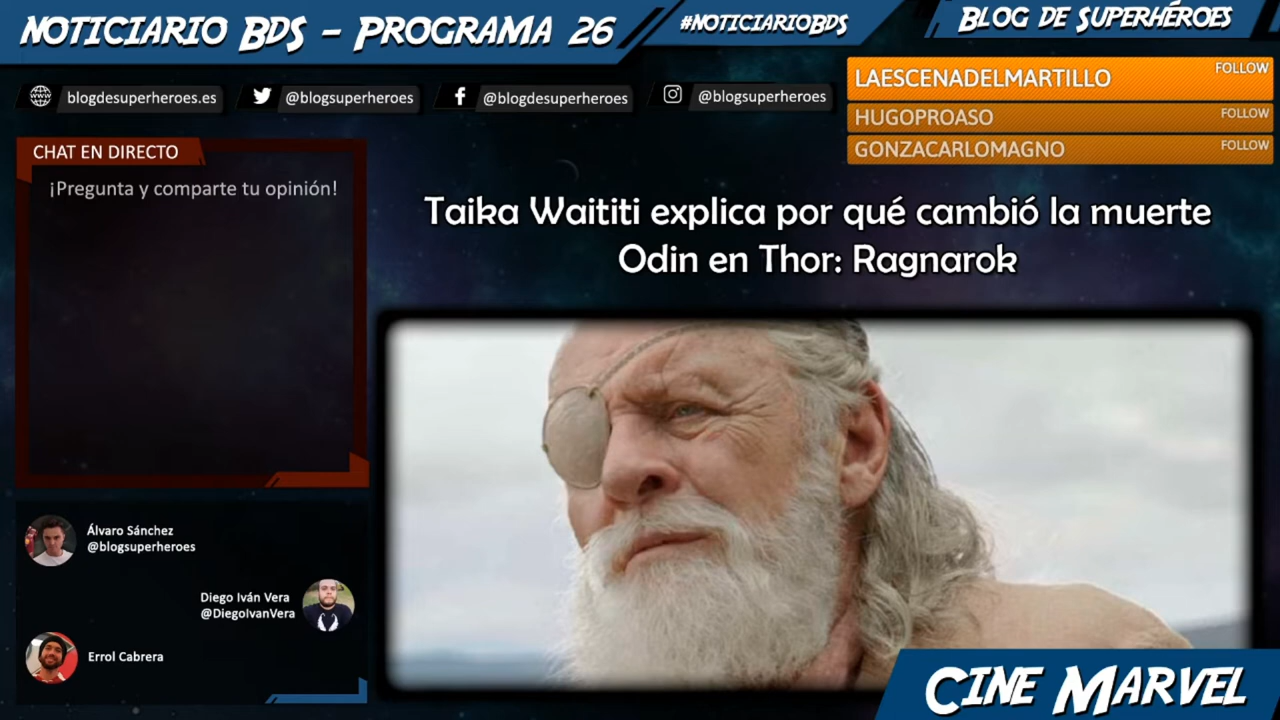 NOTICIARIO BDS - PROGRAMA 26
#NOTICIARIOBDS
BLOG DE SUPERHÉROES
www
blogdesuperheroes.es
@blogsuperheroes
@blogdesuperheroes
@blogsuperheroes
LAESCENADELMARTILLO
FOLLOW
HUGOPROASO
FOLLOW
GONZACARLOMAGNO
FOLLOW
CHAT EN DIRECTO
¡Pregunta y comparte tu opinión!
Taika Waititi explica por qué cambió la muerte
Odin en Thor: Ragnarok
Álvaro Sánchez
@blogsuperheroes
Diego Iván Vera
@DiegoIvanVera
Errol Cabrera
CINE MARVEL